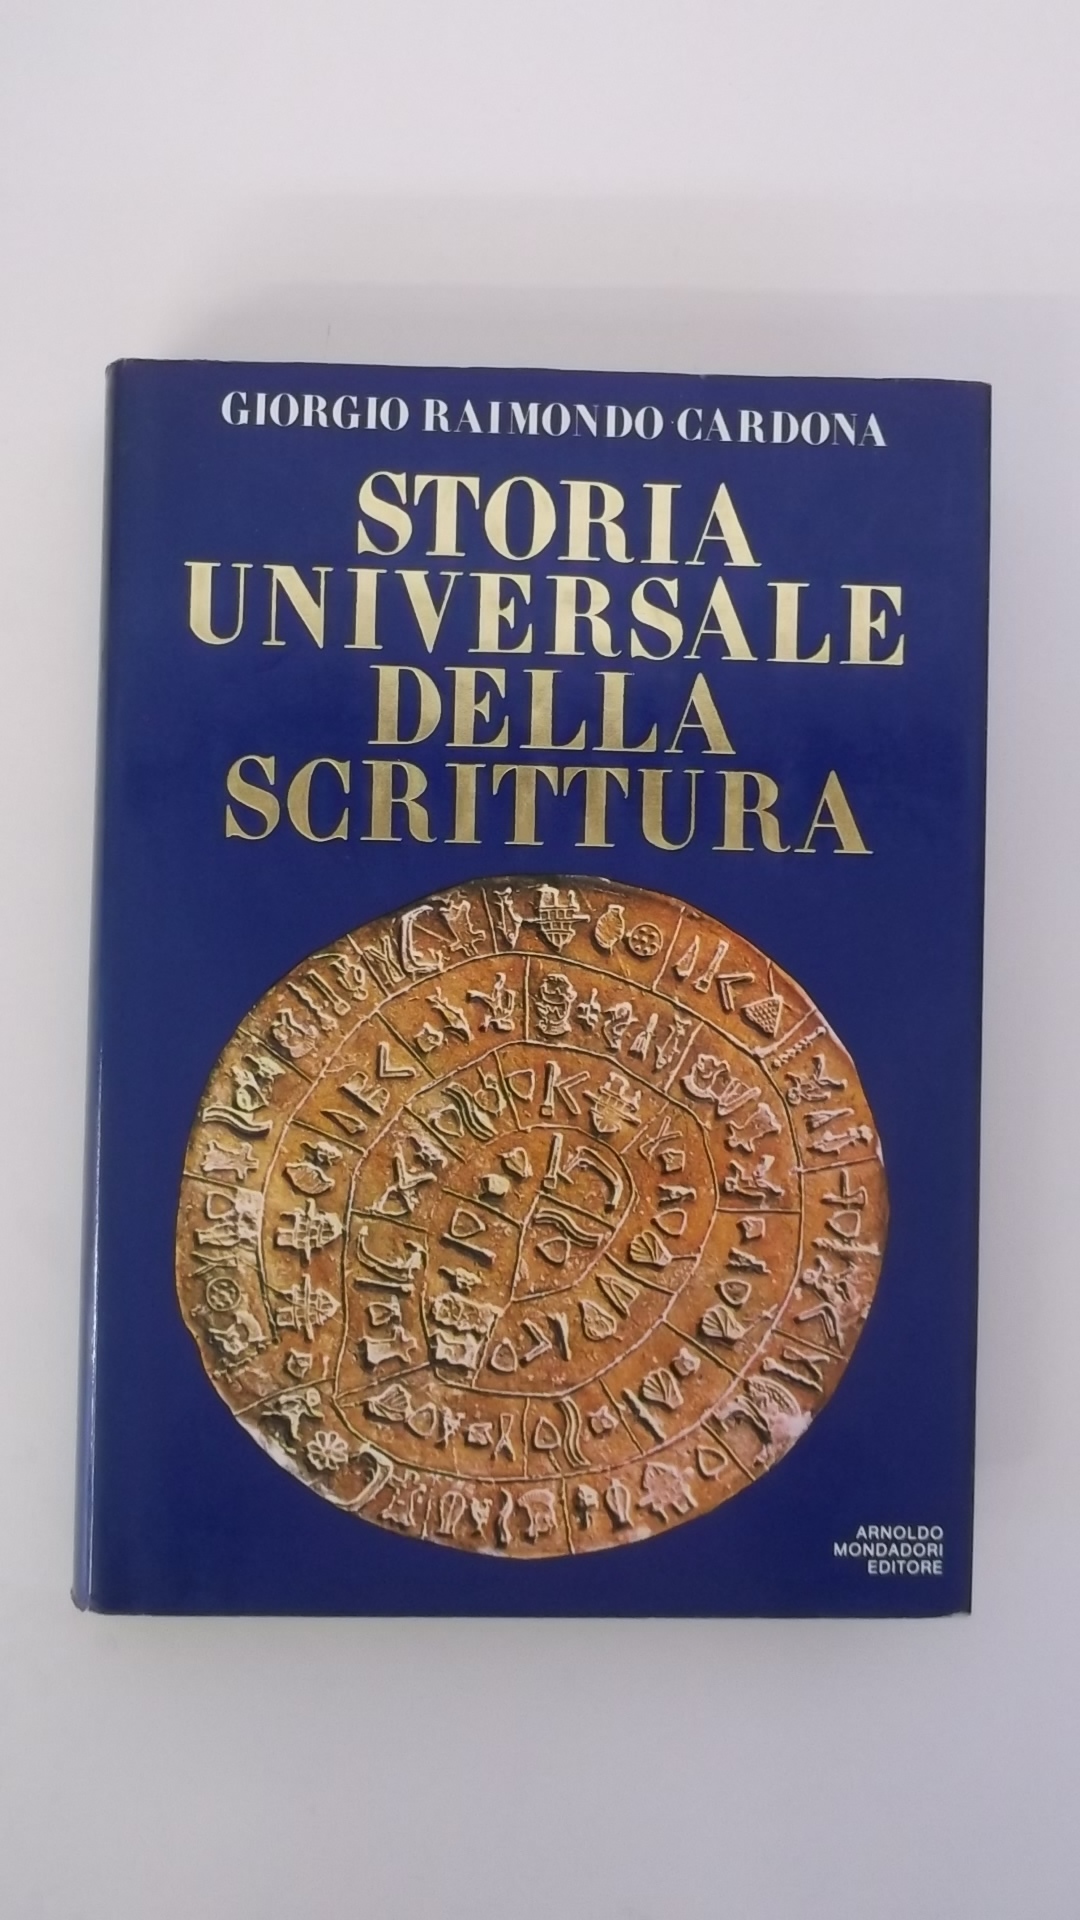 GIORGIO RAIMONDO CARDONA
STORIA
UNIVERSALE
DELLA
SCRITTURA
ARNOLDO
MONDADORI
EDITORE